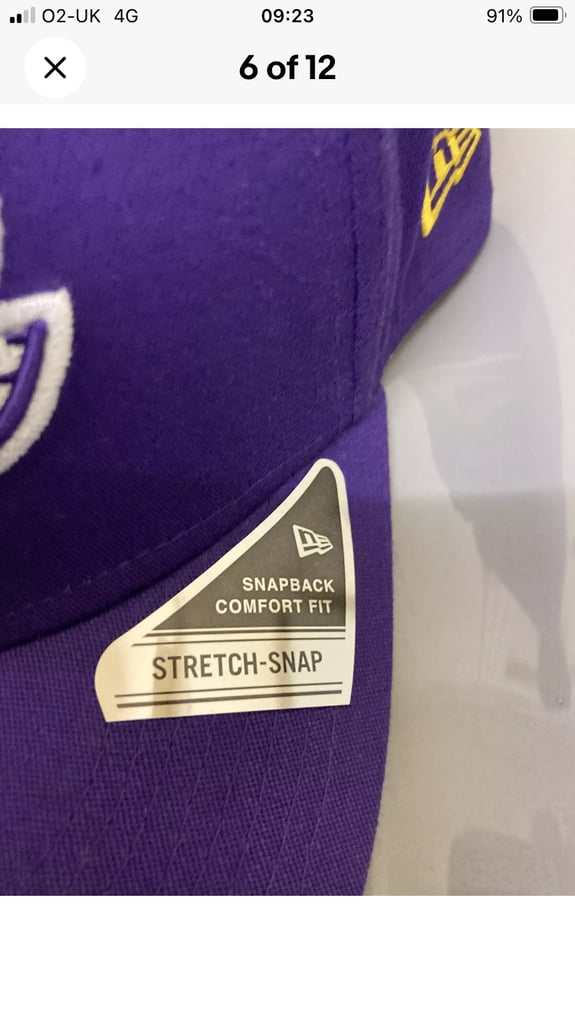 O2-UK 4G 09:23 91%
6 of 12
SNAPBACK
COMFORT FIT
STRETCH-SNAP